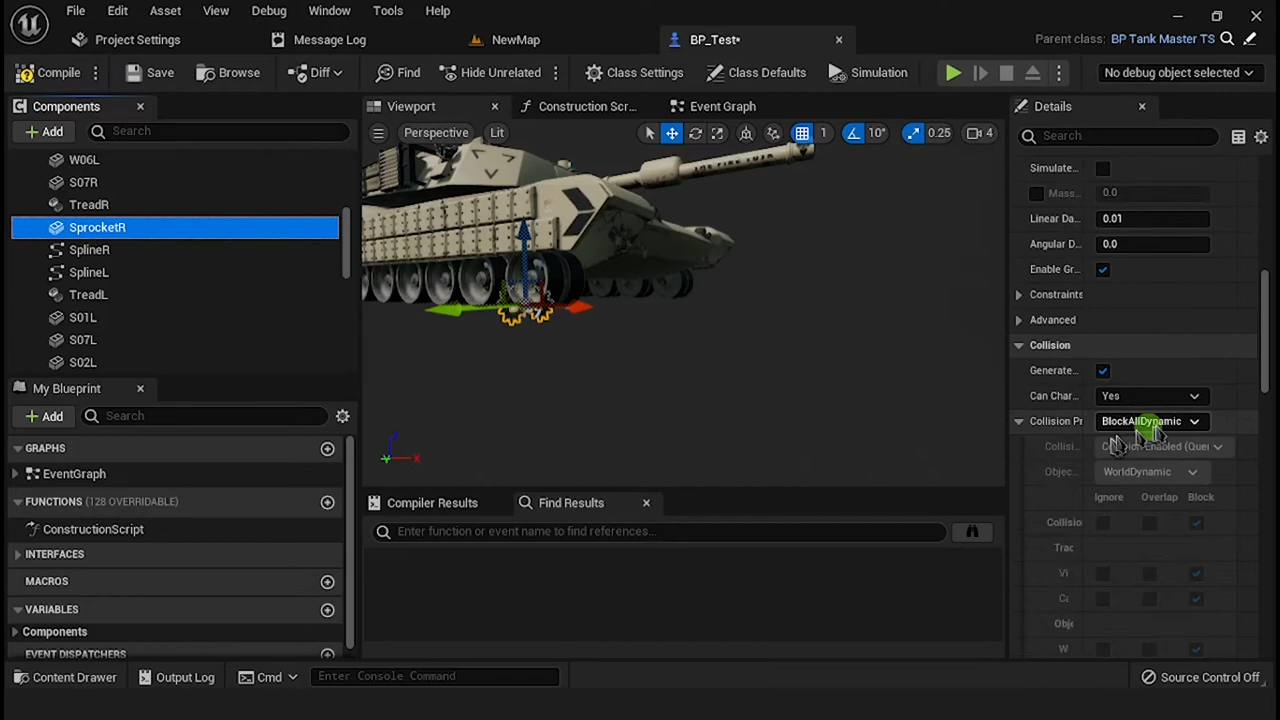 File Edit Asset View Debug Window Tools Help
Project Settings Message Log NewMap BP_Test• Parent class: BP Tank Master TS
Compile Save Browse Diff Find Hide Unrelated Class Settings Class Defaults Simulation No debug object selected
Components Viewport Construction Scr... Event Graph Details
Add Search Perspective Lit 1 10° 0.25 4 Search
W06L
S07R
TreadR
SprocketR
SplineR
SplineL
TreadL
S01L
S07L
S02L
Simulate...
Mass... 0.0
Linear Da... 0.01
Angular D... 0.0
Enable Gr...
Constraints
Advanced
Collision
Generate...
Can Char... Yes
Collision Pr BlockAllDynamic
Collisi...
Objec... WorldDynamic
Ignore Overlap Block
Collisio
Trac
Vi
Ca
Obje
W
My Blueprint
Add Search
GRAPHS
EventGraph
FUNCTIONS (128 OVERRIDABLE)
ConstructionScript
INTERFACES
MACROS
VARIABLES
Components
EVENT DISPATCHERS
Compiler Results Find Results
Enter function or event name to find references...
X
Content Drawer Output Log Cmd Enter Console Command Source Control Off